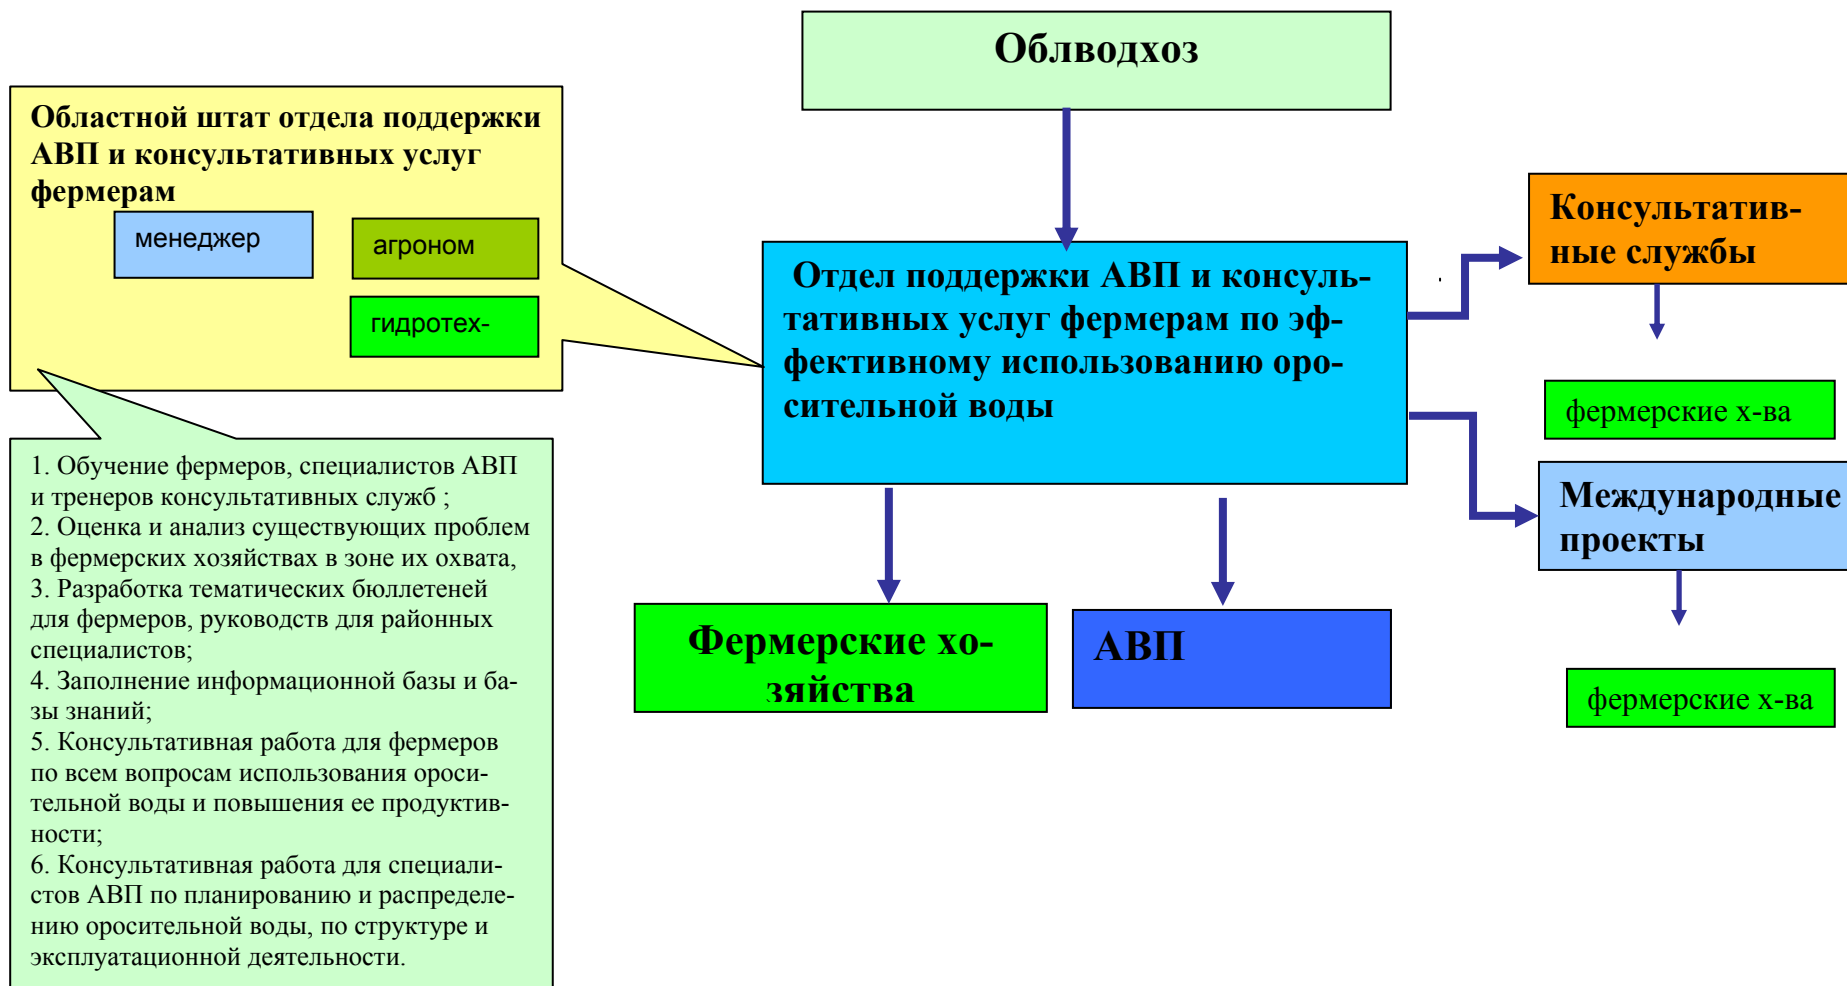 Облводхоз
Областной штат отдела поддержки
АВП и консультативных услуг
фермерам
менеджер
агроном
гидротех-
Отдел поддержки АВП и консуль-
тативных услуг фермерам по эф-
фективному использованию оро-
сительной воды
Консультатив-
ные службы
фермерские х-ва
Международные
проекты
фермерские х-ва
Фермерские хо-
зяйства
АВП
1. Обучение фермеров, специалистов АВП
и тренеров консультативных служб ;
2. Оценка и анализ существующих проблем
в фермерских хозяйствах в зоне их охвата,
3. Разработка тематических бюллетеней
для фермеров, руководств для районных
специалистов;
4. Заполнение информационной базы и ба-
зы знаний;
5. Консультативная работа для фермеров
по всем вопросам использования ороси-
тельной воды и повышения ее продуктив-
ности;
6. Консультативная работа для специали-
стов АВП по планированию и распределе-
нию оросительной воды, по структуре и
эксплуатационной деятельности.